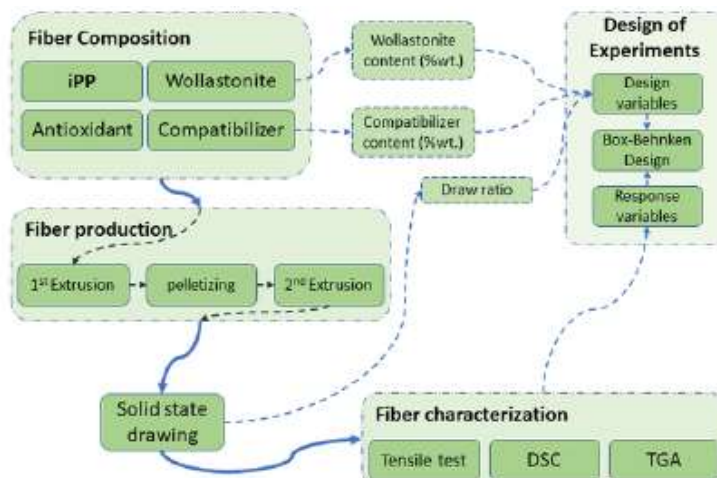 Fiber Composition
iPP
Wollastonite
Antioxidant
Compatibilizer
Wollastonite
content (%wt.)
Compatibilizer
content (%wt.)
Draw ratio
Design of
Experiments
Design
variables
Box-Behnken
Design
Response
variables
Fiber production
1st Extrusion
pelletizing
2nd Extrusion
Solid state
drawing
Fiber characterization
Tensile test
DSC
TGA